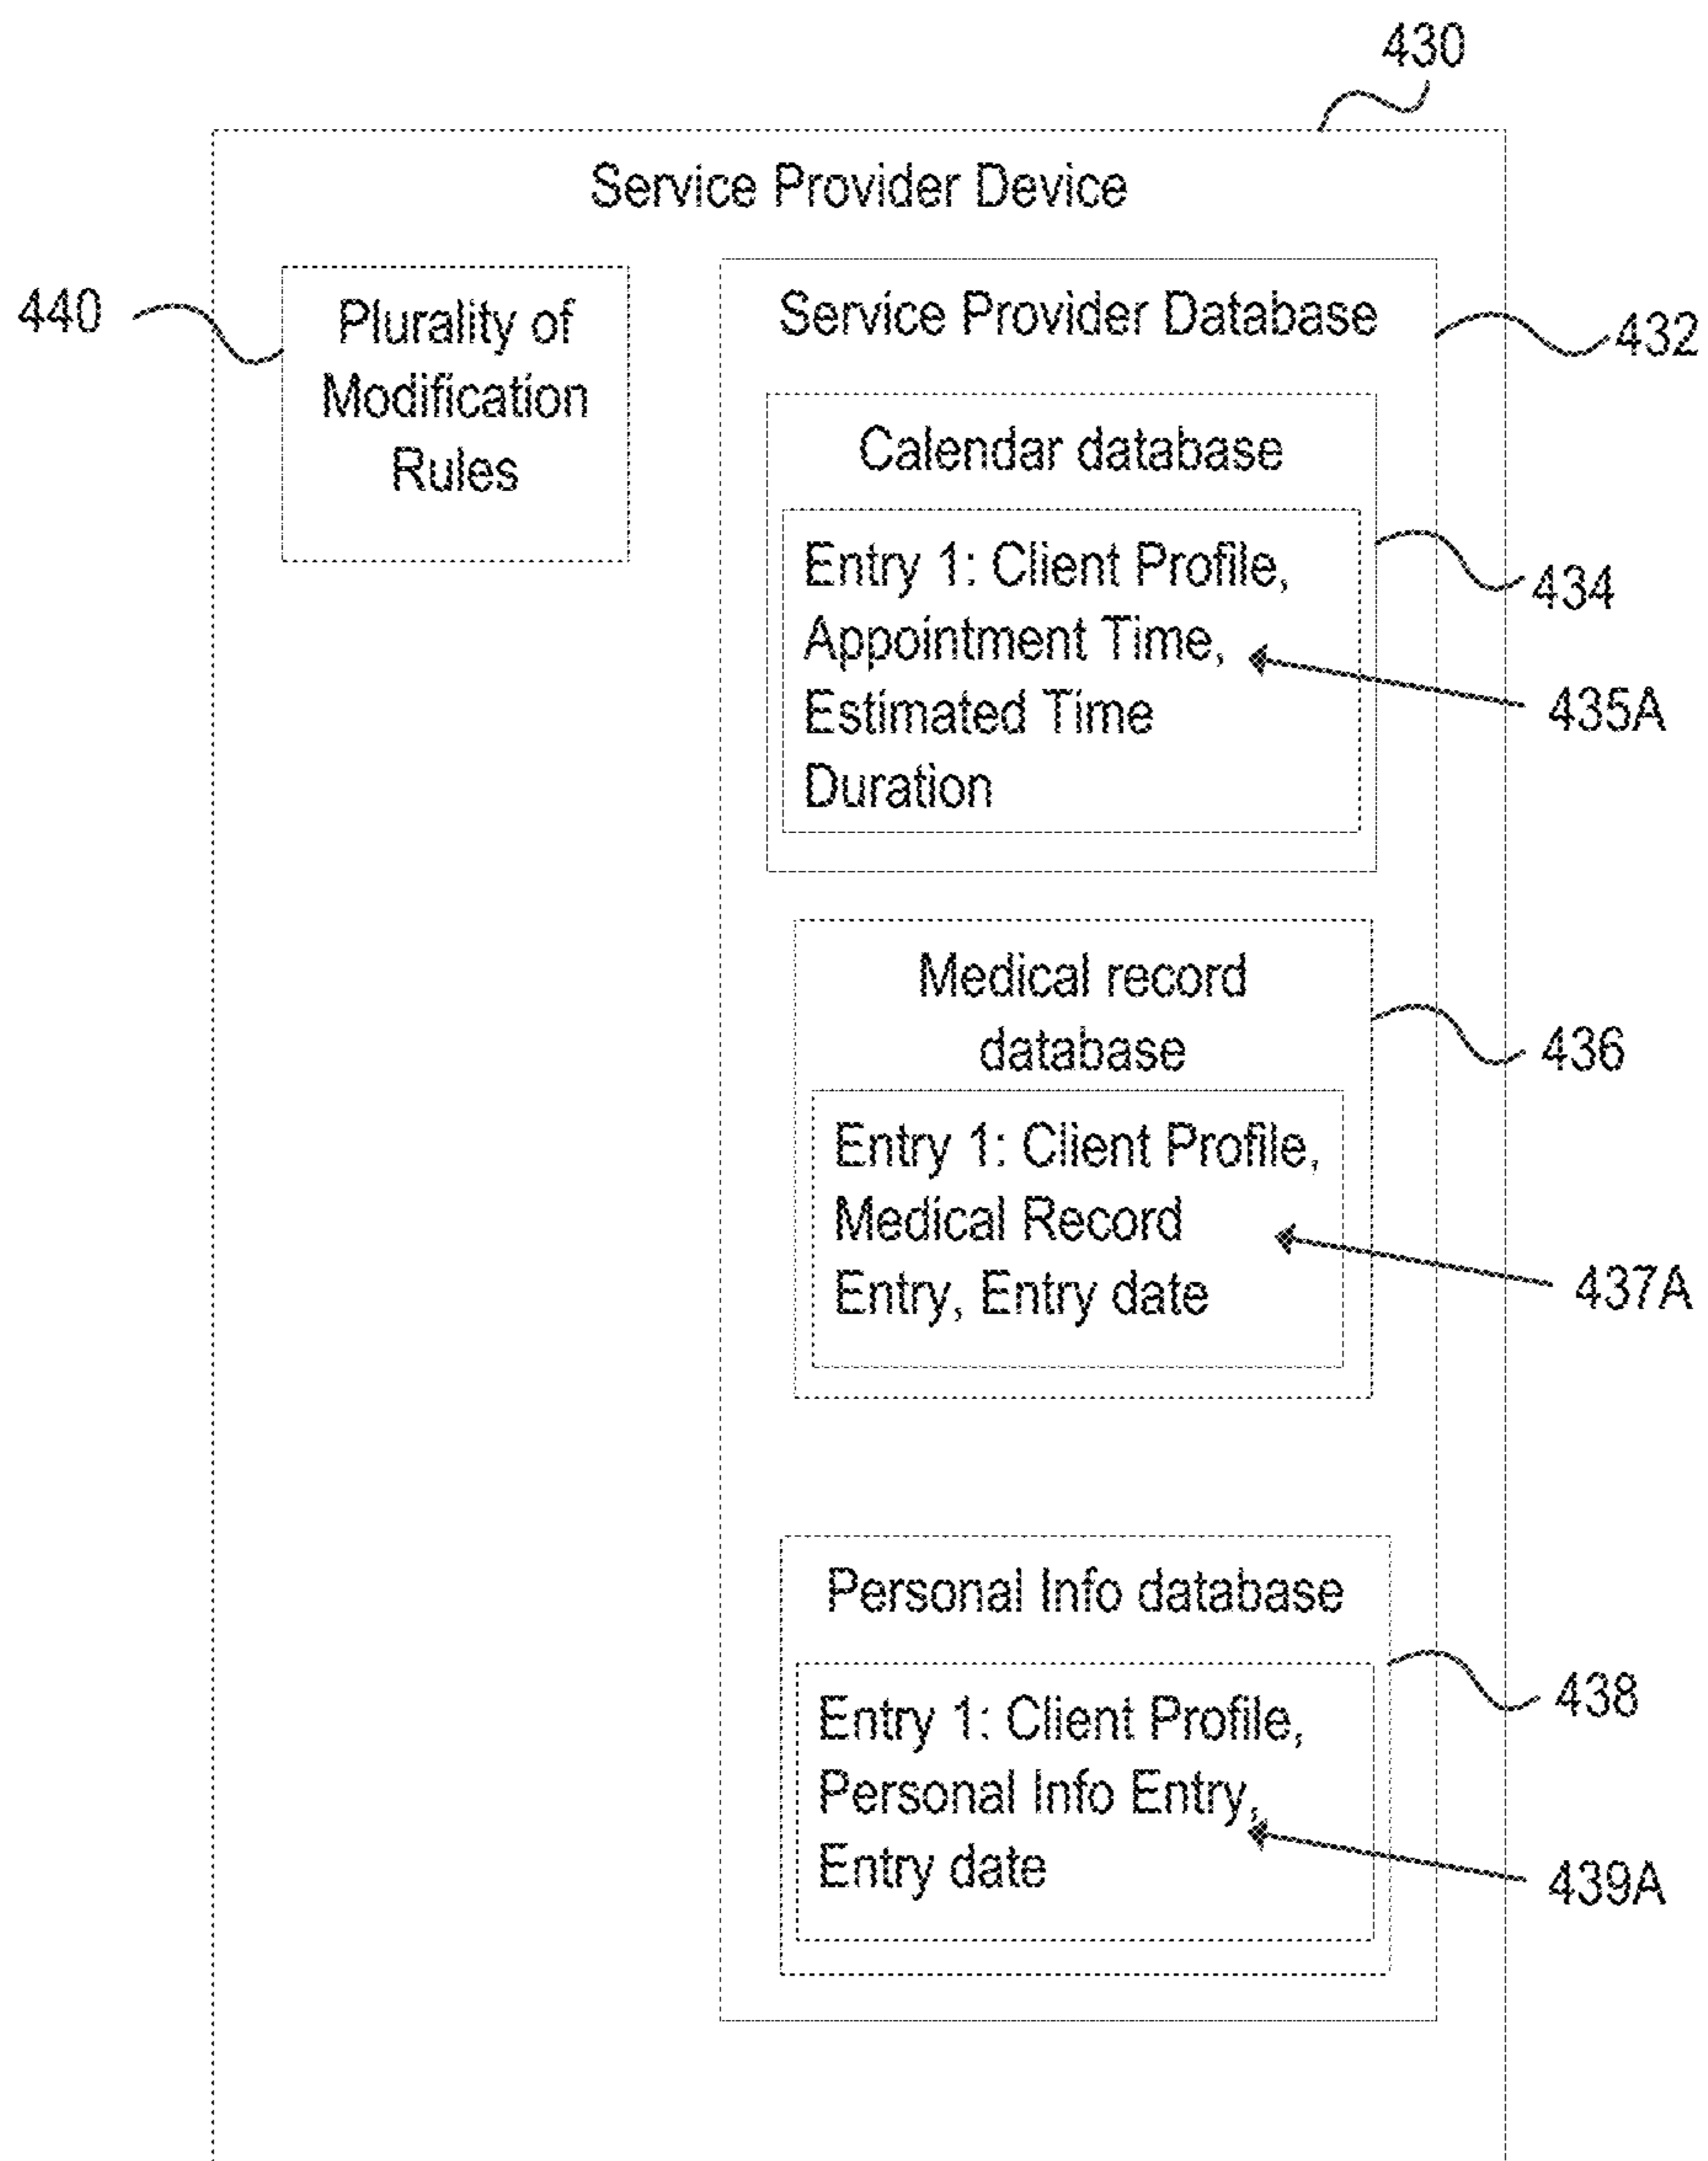 430
Service Provider Device
440
Plurality of
Modification
Rules
Service Provider Database
432
Calendar database
Entry 1: Client Profile,
Appointment Time,
Estimated Time
Duration
434
435A
Medical record
database
436
Entry 1: Client Profile,
Medical Record
Entry, Entry date
437A
Personal Info database
438
Entry 1: Client Profile,
Personal Info Entry,
Entry date
439A